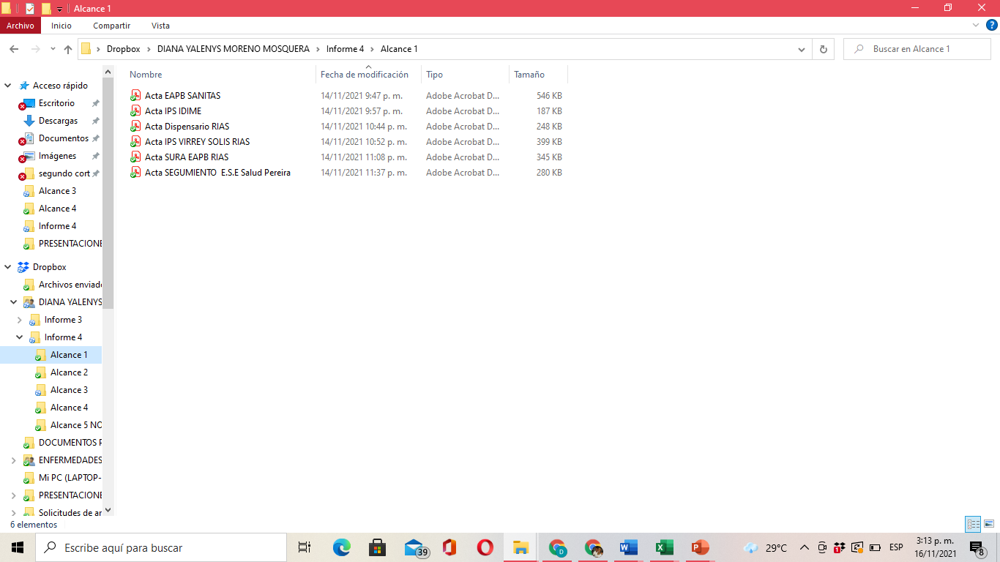 Alcance 1
Archivo Inicio Compartir Vista
Dropbox DIANA YALENYS MORENO MOSQUERA Informe 4 Alcance 1
Buscar en Alcance 1
Nombre Fecha de modificación Tipo Tamaño
Acta EAPB SANITAS 14/11/2021 9:47 p. m. Adobe Acrobat D... 546 KB
Acta IPS IDIME 14/11/2021 9:57 p. m. Adobe Acrobat D... 187 KB
Acta Dispensario RIAS 14/11/2021 10:44 p. m. Adobe Acrobat D... 248 KB
Acta IPS VIRREY SOLIS RIAS 14/11/2021 10:52 p. m. Adobe Acrobat D... 399 KB
Acta SURA EAPB RIAS 14/11/2021 11:08 p. m. Adobe Acrobat D... 345 KB
Acta SEGUMIENTO  E.S.E Salud Pereira 14/11/2021 11:37 p. m. Adobe Acrobat D... 280 KB
Acceso rápido
Escritorio
Descargas
Documentos
Imágenes
segundo cort
Alcance 3
Alcance 4
Informe 4
PRESENTACIONE
Dropbox
Archivos enviad
DIANA YALENYS
Informe 3
Informe 4
Alcance 1
Alcance 2
Alcance 3
Alcance 4
Alcance 5 NO
DOCUMENTOS P
ENFERMEDADES
Mi PC (LAPTOP-
PRESENTACIONE
Solicitudes de ar
6 elementos
Escribe aquí para buscar
39
29°C
ESP
3:13 p. m.
16/11/2021
8